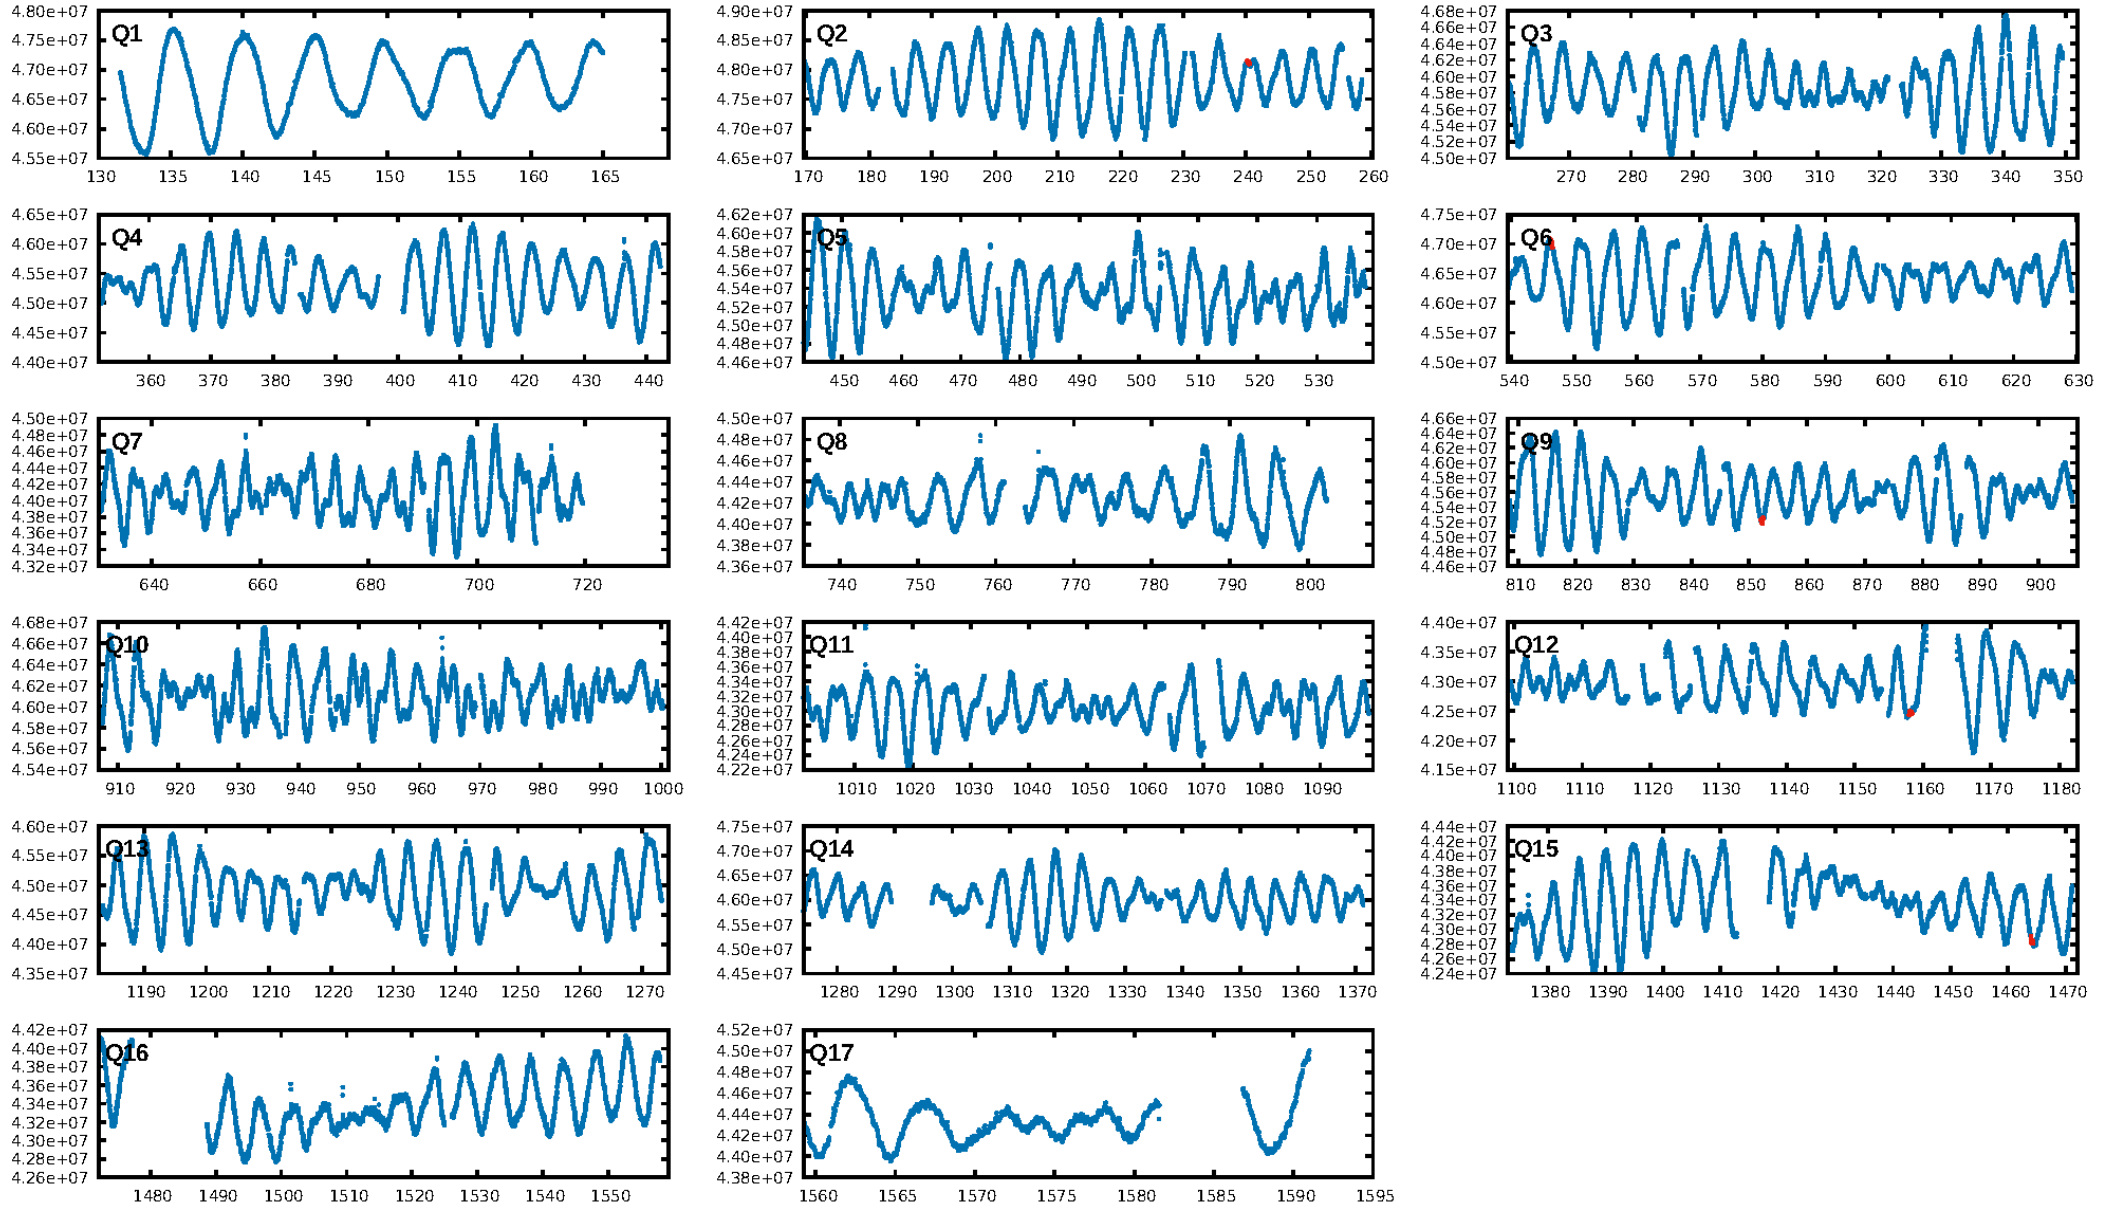 4.80e+07 4.75e+07 4.70e+07 4.65e+07 4.60e+07 4.55e+07
Q1
130 135 140 145 150 155 160 165
4.90e+07 4.85e+07 4.80e+07 4.75e+07 4.70e+07 4.65e+07
Q2
170 180 190 200 210 220 230 240 250 260
4.68e+07 4.66e+07 4.64e+07 4.62e+07 4.60e+07 4.58e+07 4.56e+07 4.54e+07 4.52e+07 4.50e+07
Q3
270 280 290 300 310 320 330 340 350
4.65e+07 4.60e+07 4.55e+07 4.50e+07 4.45e+07 4.40e+07
Q4
360 370 380 390 400 410 420 430 440
4.62e+07 4.60e+07 4.58e+07 4.56e+07 4.54e+07 4.52e+07 4.50e+07 4.48e+07 4.46e+07
Q5
450 460 470 480 490 500 510 520 530
4.75e+07 4.70e+07 4.65e+07 4.60e+07 4.55e+07 4.50e+07
Q6
540 550 560 570 580 590 600 610 620 630
4.50e+07 4.48e+07 4.46e+07 4.44e+07 4.42e+07 4.40e+07 4.38e+07 4.36e+07 4.34e+07 4.32e+07
Q7
640 660 680 700 720
4.50e+07 4.48e+07 4.46e+07 4.44e+07 4.42e+07 4.40e+07 4.38e+07 4.36e+07
Q8
740 750 760 770 780 790 800
4.66e+07 4.64e+07 4.62e+07 4.60e+07 4.58e+07 4.56e+07 4.54e+07 4.52e+07 4.50e+07 4.48e+07 4.46e+07
Q9
810 820 830 840 850 860 870 880 890 900
4.68e+07 4.66e+07 4.64e+07 4.62e+07 4.60e+07 4.58e+07 4.56e+07 4.54e+07
Q10
910 920 930 940 950 960 970 980 990 1000
4.42e+07 4.40e+07 4.38e+07 4.36e+07 4.34e+07 4.32e+07 4.30e+07 4.28e+07 4.26e+07 4.24e+07 4.22e+07
Q11
1010 1020 1030 1040 1050 1060 1070 1080 1090
4.40e+07 4.35e+07 4.30e+07 4.25e+07 4.20e+07 4.15e+07
Q12
1100 1110 1120 1130 1140 1150 1160 1170 1180
4.60e+07 4.55e+07 4.50e+07 4.45e+07 4.40e+07 4.35e+07
Q13
1190 1200 1210 1220 1230 1240 1250 1260 1270
4.75e+07 4.70e+07 4.65e+07 4.60e+07 4.55e+07 4.50e+07 4.45e+07
Q14
1280 1290 1300 1310 1320 1330 1340 1350 1360 1370
4.44e+07 4.42e+07 4.40e+07 4.38e+07 4.36e+07 4.34e+07 4.32e+07 4.30e+07 4.28e+07 4.26e+07 4.24e+07
Q15
1380 1390 1400 1410 1420 1430 1440 1450 1460 1470
4.42e+07 4.40e+07 4.38e+07 4.36e+07 4.34e+07 4.32e+07 4.30e+07 4.28e+07 4.26e+07
Q16
1480 1490 1500 1510 1520 1530 1540 1550
4.52e+07 4.50e+07 4.48e+07 4.46e+07 4.44e+07 4.42e+07 4.40e+07 4.38e+07
Q17
1560 1565 1570 1575 1580 1585 1590 1595